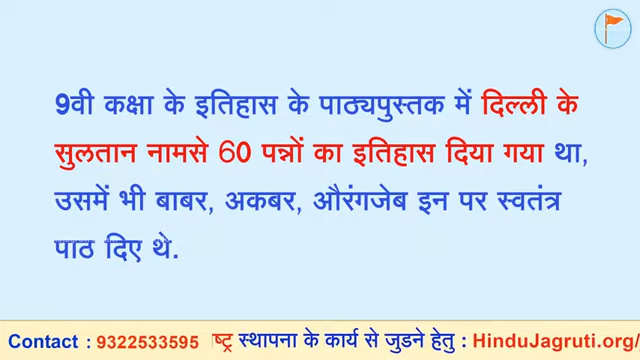 9वी कक्षा के इतिहास के पाठ्यपुस्तक में दिल्ली के
सुलतान नामसे 60 पन्नों का इतिहास दिया गया था,
उसमें भी बाबर, अकबर, औरंगजेब इन पर स्वतंत्र
पाठ दिए थे.
Contact : 9322533595 स्थापना के कार्य से जुडने हेतु : HinduJagruti.org/